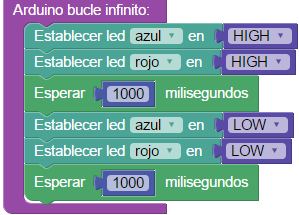 Arduino bucle infinito:
Establecer led azul en HIGH
Establecer led rojo en HIGH
Esperar 1000 milisegundos
Establecer led azul en LOW
Establecer led rojo en LOW
Esperar 1000 milisegundos